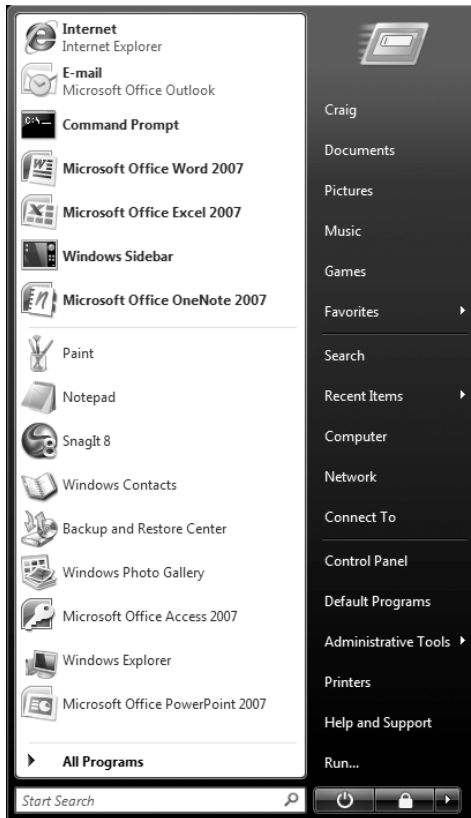 Internet
Internet Explorer
E-mail
Microsoft Office Outlook
C:\_
Command Prompt
Microsoft Office Word 2007
Microsoft Office Excel 2007
Windows Sidebar
Microsoft Office OneNote 2007
Paint
Notepad
SnagIt 8
Windows Contacts
Backup and Restore Center
Windows Photo Gallery
Microsoft Office Access 2007
Windows Explorer
Microsoft Office PowerPoint 2007
All Programs
Start Search
Craig
Documents
Pictures
Music
Games
Favorites
Search
Recent Items
Computer
Network
Connect To
Control Panel
Default Programs
Administrative Tools
Printers
Help and Support
Run...